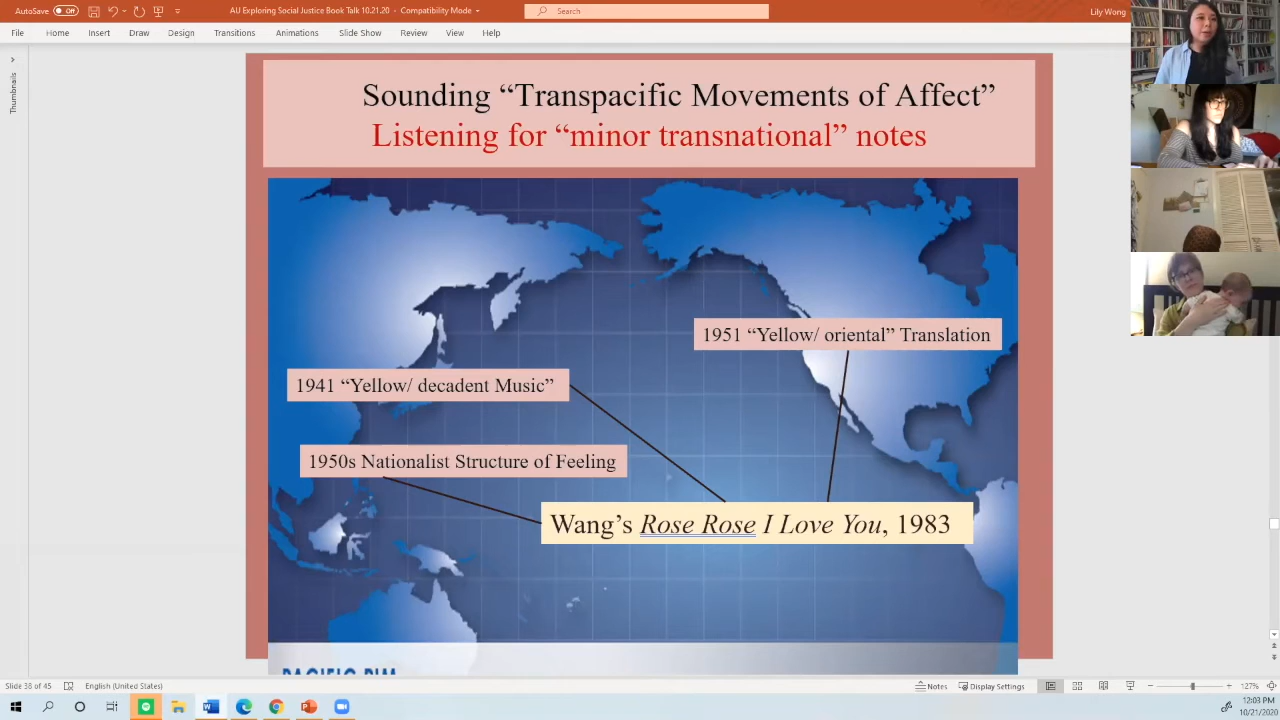 AutoSave Off
AU Exploring Social Justice Book Talk 10.21.20 - Compatibility Mode
Search
Lily Wong
File Home Insert Draw Design Transitions Animations Slide Show Review View Help
Thumbnails
Sounding “Transpacific Movements of Affect”
Listening for “minor transnational” notes
1951 “Yellow/ oriental” Translation
1941 “Yellow/ decadent Music”
1950s Nationalist Structure of Feeling
Wang’s Rose Rose I Love You, 1983
PACIFIC RIM
Slide 38 of 45 English (United States) Notes Display Settings 127%
12:03 PM
10/21/2020